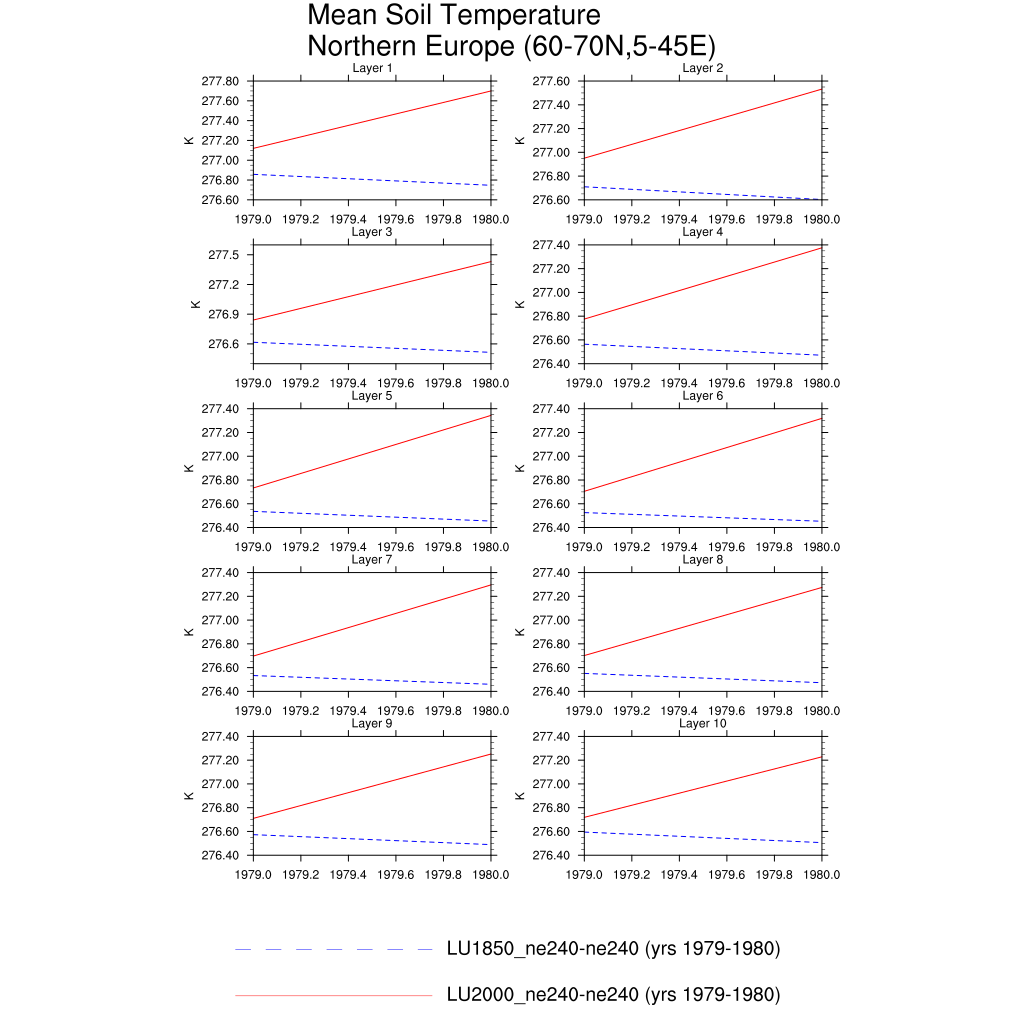 Mean Soil Temperature
Northern Europe (60-70N,5-45E)
Layer 1
277.80
277.60
277.40
277.20
277.00
276.80
276.60
K
1979.0 1979.2 1979.4 1979.6 1979.8 1980.0
Layer 2
277.60
277.40
277.20
277.00
276.80
276.60
K
1979.0 1979.2 1979.4 1979.6 1979.8 1980.0
Layer 3
277.5
277.2
276.9
276.6
K
1979.0 1979.2 1979.4 1979.6 1979.8 1980.0
Layer 4
277.40
277.20
277.00
276.80
276.60
276.40
K
1979.0 1979.2 1979.4 1979.6 1979.8 1980.0
Layer 5
277.40
277.20
277.00
276.80
276.60
276.40
K
1979.0 1979.2 1979.4 1979.6 1979.8 1980.0
Layer 6
277.40
277.20
277.00
276.80
276.60
276.40
K
1979.0 1979.2 1979.4 1979.6 1979.8 1980.0
Layer 7
277.40
277.20
277.00
276.80
276.60
276.40
K
1979.0 1979.2 1979.4 1979.6 1979.8 1980.0
Layer 8
277.40
277.20
277.00
276.80
276.60
276.40
K
1979.0 1979.2 1979.4 1979.6 1979.8 1980.0
Layer 9
277.40
277.20
277.00
276.80
276.60
276.40
K
1979.0 1979.2 1979.4 1979.6 1979.8 1980.0
Layer 10
277.40
277.20
277.00
276.80
276.60
276.40
K
1979.0 1979.2 1979.4 1979.6 1979.8 1980.0
LU1850_ne240-ne240 (yrs 1979-1980)
LU2000_ne240-ne240 (yrs 1979-1980)